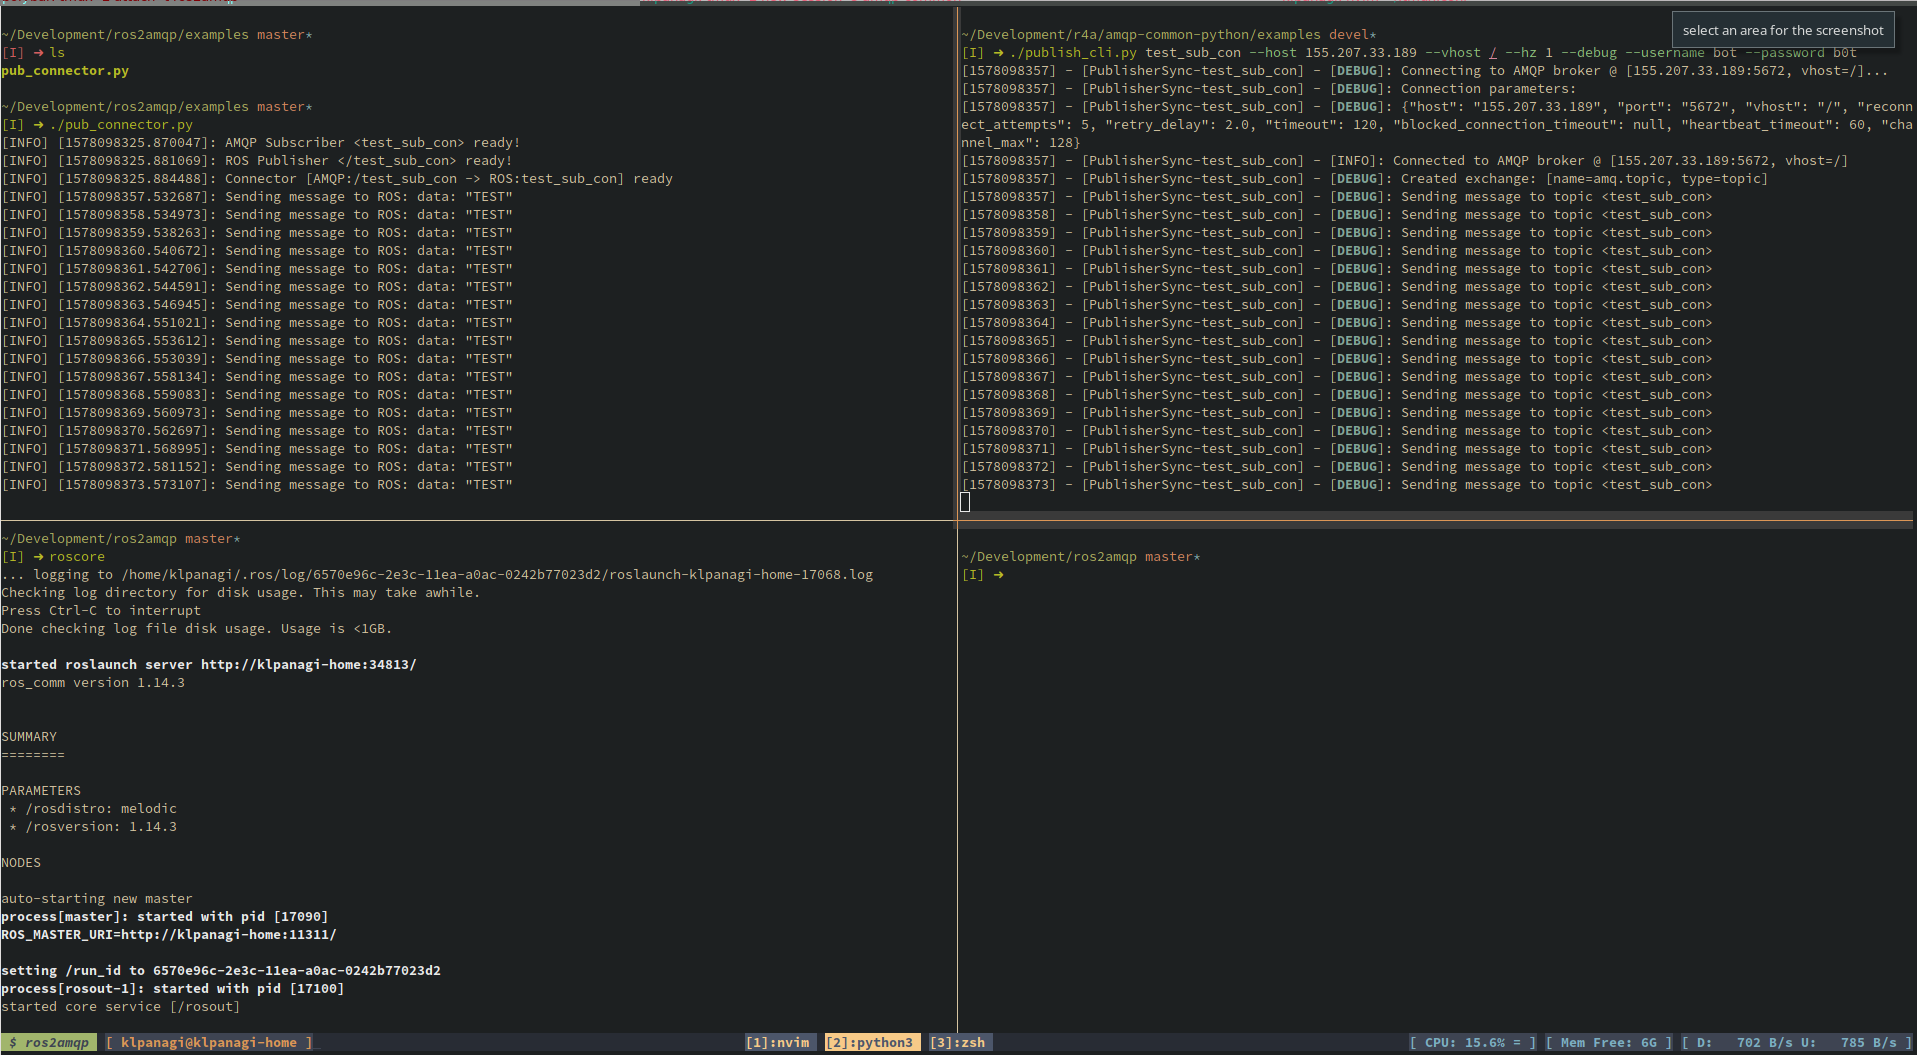 ~/Development/ros2amqp/examples master*
[I] ➜ ls
pub_connector.py
~/Development/ros2amqp/examples master*
[I] ➜ ./pub_connector.py
[INFO] [1578098325.870047]: AMQP Subscriber <test_sub_con> ready!
[INFO] [1578098325.881069]: ROS Publisher </test_sub_con> ready!
[INFO] [1578098325.884488]: Connector [AMQP:/test_sub_con -> ROS:test_sub_con] ready
[INFO] [1578098357.532687]: Sending message to ROS: data: "TEST"
[INFO] [1578098358.534973]: Sending message to ROS: data: "TEST"
[INFO] [1578098359.538263]: Sending message to ROS: data: "TEST"
[INFO] [1578098360.540672]: Sending message to ROS: data: "TEST"
[INFO] [1578098361.542706]: Sending message to ROS: data: "TEST"
[INFO] [1578098362.544591]: Sending message to ROS: data: "TEST"
[INFO] [1578098363.546945]: Sending message to ROS: data: "TEST"
[INFO] [1578098364.551021]: Sending message to ROS: data: "TEST"
[INFO] [1578098365.553612]: Sending message to ROS: data: "TEST"
[INFO] [1578098366.553039]: Sending message to ROS: data: "TEST"
[INFO] [1578098367.558134]: Sending message to ROS: data: "TEST"
[INFO] [1578098368.559083]: Sending message to ROS: data: "TEST"
[INFO] [1578098369.560973]: Sending message to ROS: data: "TEST"
[INFO] [1578098370.562697]: Sending message to ROS: data: "TEST"
[INFO] [1578098371.568995]: Sending message to ROS: data: "TEST"
[INFO] [1578098372.581152]: Sending message to ROS: data: "TEST"
[INFO] [1578098373.573107]: Sending message to ROS: data: "TEST"
select an area for the screenshot
~/Development/r4a/amqp-common-python/examples devel*
[I] ➜ ./publish_cli.py test_sub_con --host 155.207.33.189 --vhost / --hz 1 --debug --username bot --password b0t
[1578098357] - [PublisherSync-test_sub_con] - [DEBUG]: Connecting to AMQP broker @ [155.207.33.189:5672, vhost=/]...
[1578098357] - [PublisherSync-test_sub_con] - [DEBUG]: Connection parameters:
[1578098357] - [PublisherSync-test_sub_con] - [DEBUG]: {"host": "155.207.33.189", "port": "5672", "vhost": "/", "reconn
ect_attempts": 5, "retry_delay": 2.0, "timeout": 120, "blocked_connection_timeout": null, "heartbeat_timeout": 60, "cha
nnel_max": 128}
[1578098357] - [PublisherSync-test_sub_con] - [INFO]: Connected to AMQP broker @ [155.207.33.189:5672, vhost=/]
[1578098357] - [PublisherSync-test_sub_con] - [DEBUG]: Created exchange: [name=amq.topic, type=topic]
[1578098357] - [PublisherSync-test_sub_con] - [DEBUG]: Sending message to topic <test_sub_con>
[1578098358] - [PublisherSync-test_sub_con] - [DEBUG]: Sending message to topic <test_sub_con>
[1578098359] - [PublisherSync-test_sub_con] - [DEBUG]: Sending message to topic <test_sub_con>
[1578098360] - [PublisherSync-test_sub_con] - [DEBUG]: Sending message to topic <test_sub_con>
[1578098361] - [PublisherSync-test_sub_con] - [DEBUG]: Sending message to topic <test_sub_con>
[1578098362] - [PublisherSync-test_sub_con] - [DEBUG]: Sending message to topic <test_sub_con>
[1578098363] - [PublisherSync-test_sub_con] - [DEBUG]: Sending message to topic <test_sub_con>
[1578098364] - [PublisherSync-test_sub_con] - [DEBUG]: Sending message to topic <test_sub_con>
[1578098365] - [PublisherSync-test_sub_con] - [DEBUG]: Sending message to topic <test_sub_con>
[1578098366] - [PublisherSync-test_sub_con] - [DEBUG]: Sending message to topic <test_sub_con>
[1578098367] - [PublisherSync-test_sub_con] - [DEBUG]: Sending message to topic <test_sub_con>
[1578098368] - [PublisherSync-test_sub_con] - [DEBUG]: Sending message to topic <test_sub_con>
[1578098369] - [PublisherSync-test_sub_con] - [DEBUG]: Sending message to topic <test_sub_con>
[1578098370] - [PublisherSync-test_sub_con] - [DEBUG]: Sending message to topic <test_sub_con>
[1578098371] - [PublisherSync-test_sub_con] - [DEBUG]: Sending message to topic <test_sub_con>
[1578098372] - [PublisherSync-test_sub_con] - [DEBUG]: Sending message to topic <test_sub_con>
[1578098373] - [PublisherSync-test_sub_con] - [DEBUG]: Sending message to topic <test_sub_con>
~/Development/ros2amqp master*
[I] ➜ roscore
... logging to /home/klpanagi/.ros/log/6570e96c-2e3c-11ea-a0ac-0242b77023d2/roslaunch-klpanagi-home-17068.log
Checking log directory for disk usage. This may take awhile.
Press Ctrl-C to interrupt
Done checking log file disk usage. Usage is <1GB.
started roslaunch server http://klpanagi-home:34813/
ros_comm version 1.14.3
SUMMARY
========
PARAMETERS
* /rosdistro: melodic
* /rosversion: 1.14.3
NODES
auto-starting new master
process[master]: started with pid [17090]
ROS_MASTER_URI=http://klpanagi-home:11311/
setting /run_id to 6570e96c-2e3c-11ea-a0ac-0242b77023d2
process[rosout-1]: started with pid [17100]
started core service [/rosout]
~/Development/ros2amqp master*
[I] ➜
$ ros2amqp [ klpanagi@klpanagi-home ] [1]:nvim [2]:python3 [3]:zsh [ CPU: 15.6% = ] [ Mem Free: 6G ] [ D: 702 B/s U: 785 B/s ]